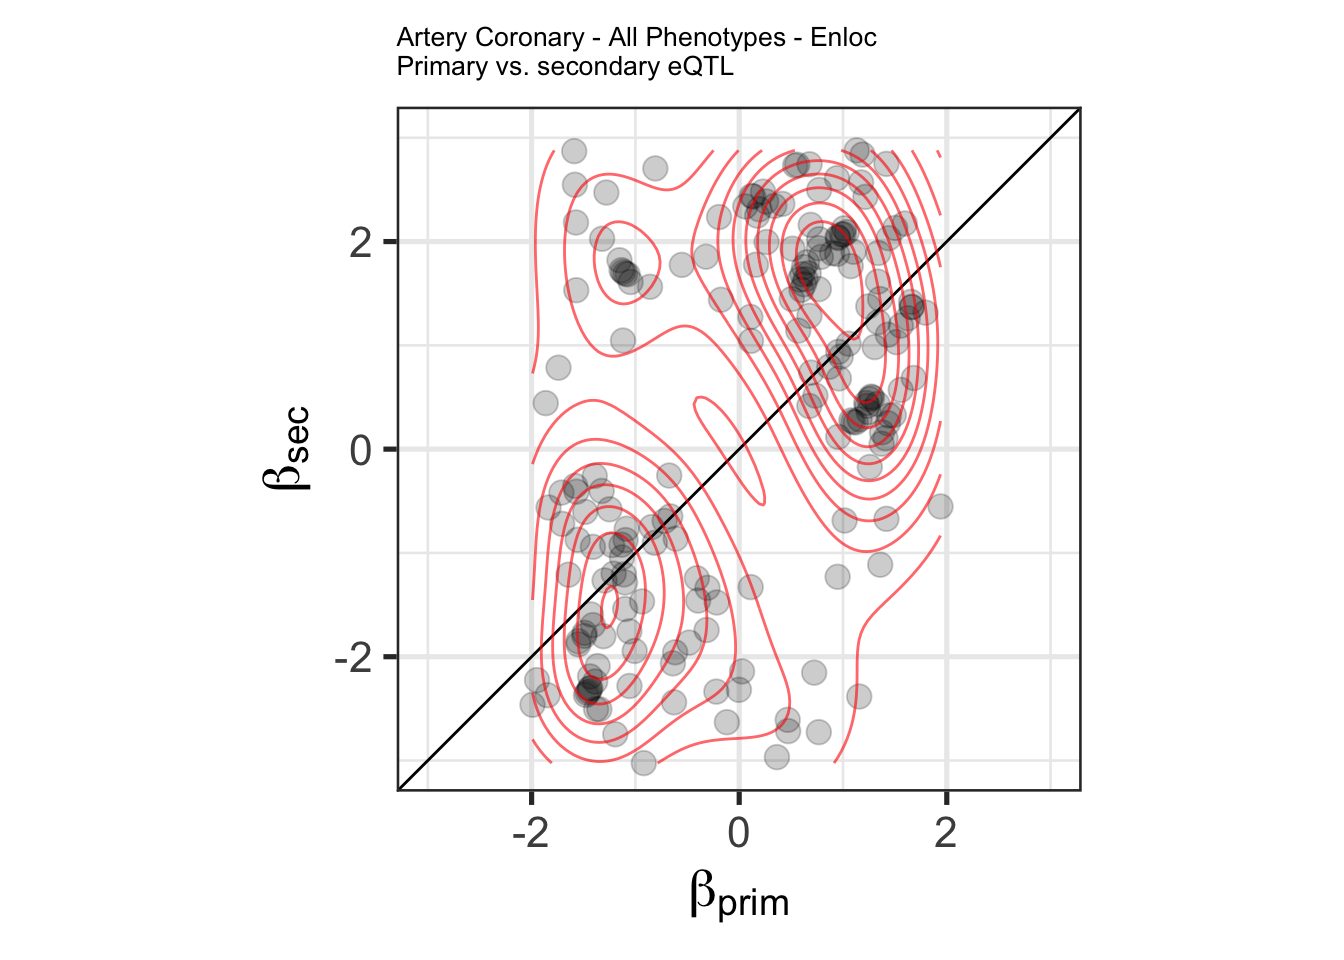 Artery Coronary - All Phenotypes - Enloc
Primary vs. secondary eQTL
2
0
-2
βsec
-2 0 2
βprim